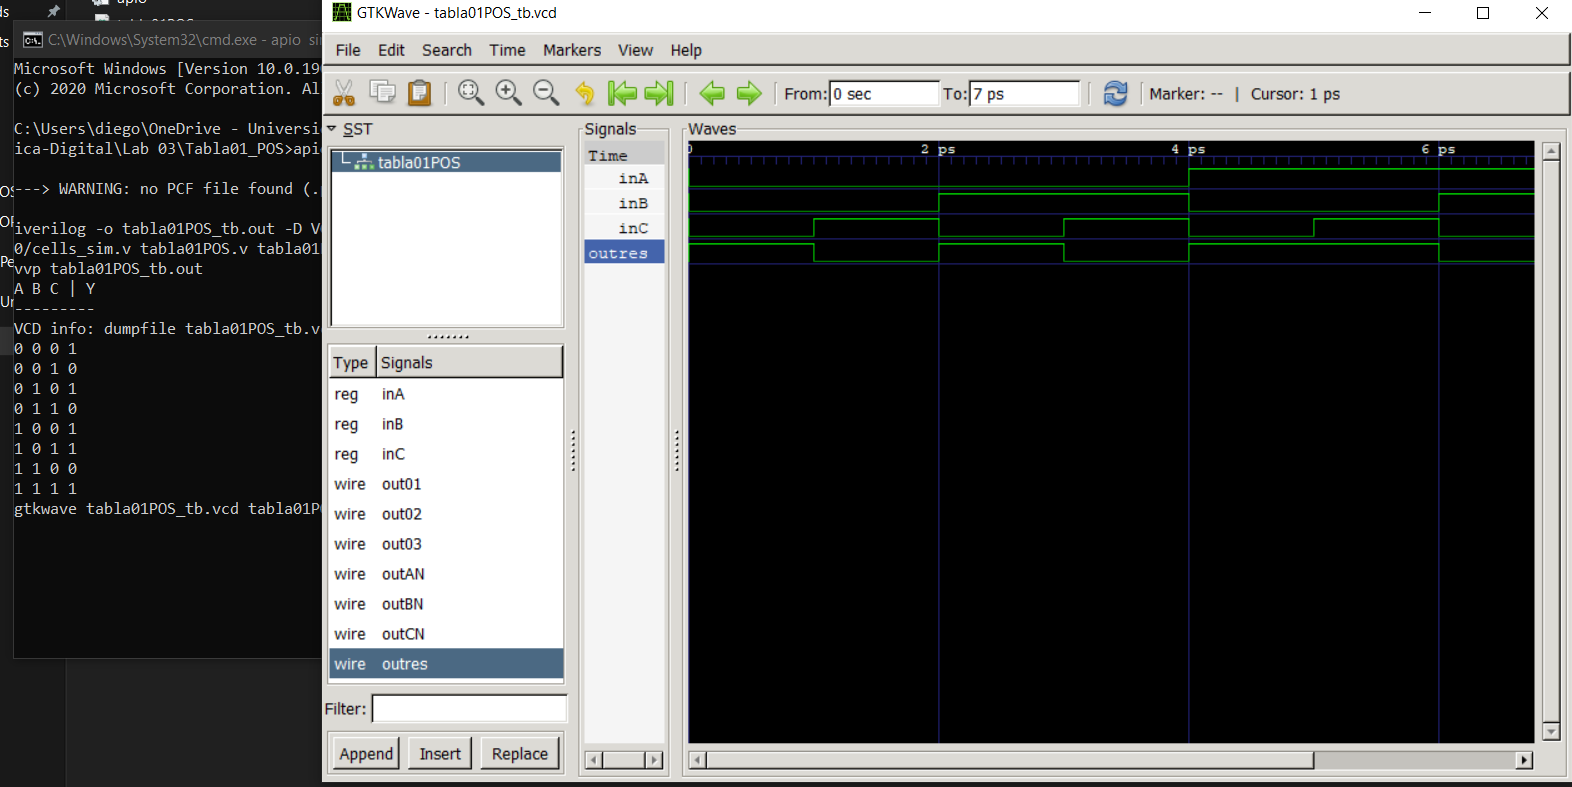 apio
GTKWave - tabla01POS_tb.vcd
C:\Windows\System32\cmd.exe - apio si
Microsoft Windows [Version 10.0.19
(c) 2020 Microsoft Corporation. Al
C:\Users\diego\OneDrive - Universi
ica-Digital\Lab 03\Tabla01_POS>api
---> WARNING: no PCF file found (.
iverilog -o tabla01POS_tb.out -D V
0/cells_sim.v tabla01POS.v tabla01
vvp tabla01POS_tb.out
A B C | Y
---------
VCD info: dumpfile tabla01POS_tb.v
0 0 0 1
0 0 1 0
0 1 0 1
0 1 1 0
1 0 0 1
1 0 1 1
1 1 0 0
1 1 1 1
gtkwave tabla01POS_tb.vcd tabla01P
File Edit Search Time Markers View Help
From: 0 sec To: 7 ps Marker: -- | Cursor: 1 ps
SST
tabla01POS
Type Signals
reg inA
reg inB
reg inC
wire out01
wire out02
wire out03
wire outAN
wire outBN
wire outCN
wire outres
Filter:
Append Insert Replace
Signals
Time
inA
inB
inC
outres
Waves
0 2 ps 4 ps 6 ps